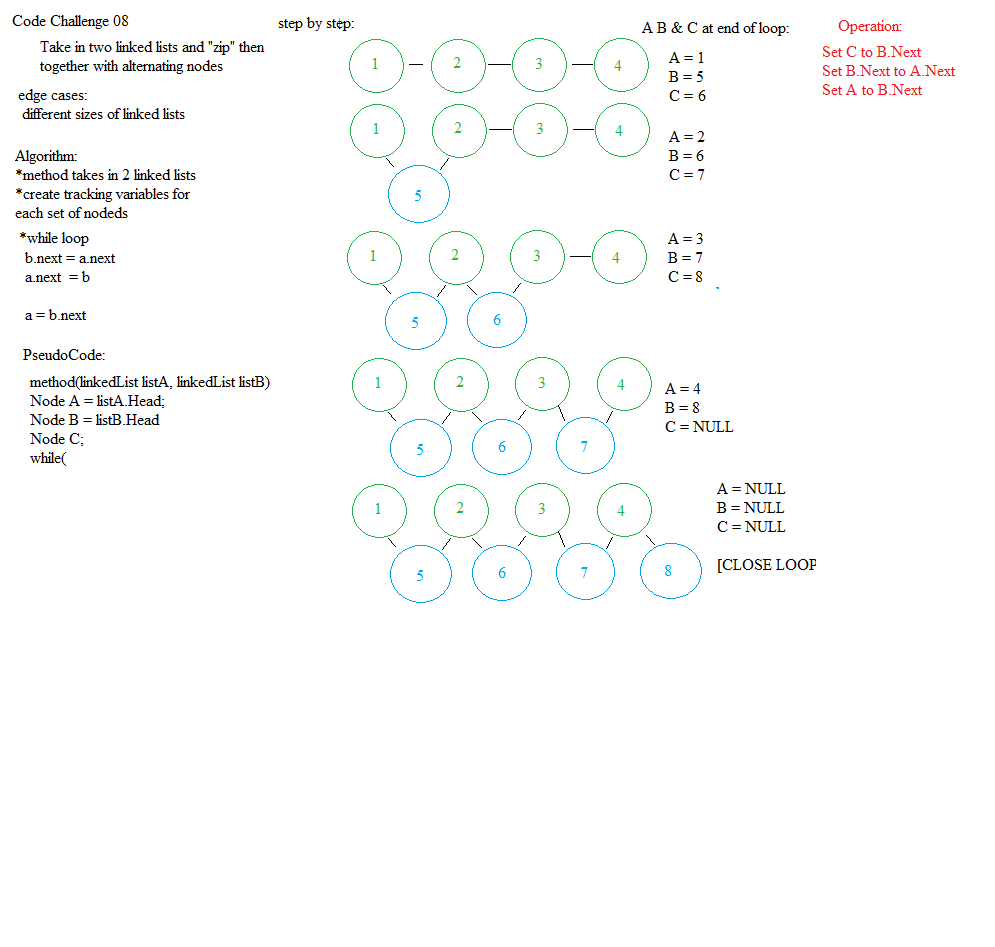 Code Challenge 08
Take in two linked lists and "zip" then
together with alternating nodes
edge cases:
different sizes of linked lists
Algorithm:
*method takes in 2 linked lists
*create tracking variables for
each set of nodeds
*while loop
b.next = a.next
a.next = b
a = b.next
PseudoCode:
method(linkedList listA, linkedList listB)
Node A = listA.Head;
Node B = listB.Head
Node C;
while(
step by step:
1 2 3 4
1 2 3 4
5
1 2 3 4
5 6
1 2 3 4
5 6 7
1 2 3 4
5 6 7 8
A B & C at end of loop:
A = 1
B = 5
C = 6
A = 2
B = 6
C = 7
A = 3
B = 7
C = 8
A = 4
B = 8
C = NULL
A = NULL
B = NULL
C = NULL
[CLOSE LOOP
Operation:
Set C to B.Next
Set B.Next to A.Next
Set A to B.Next